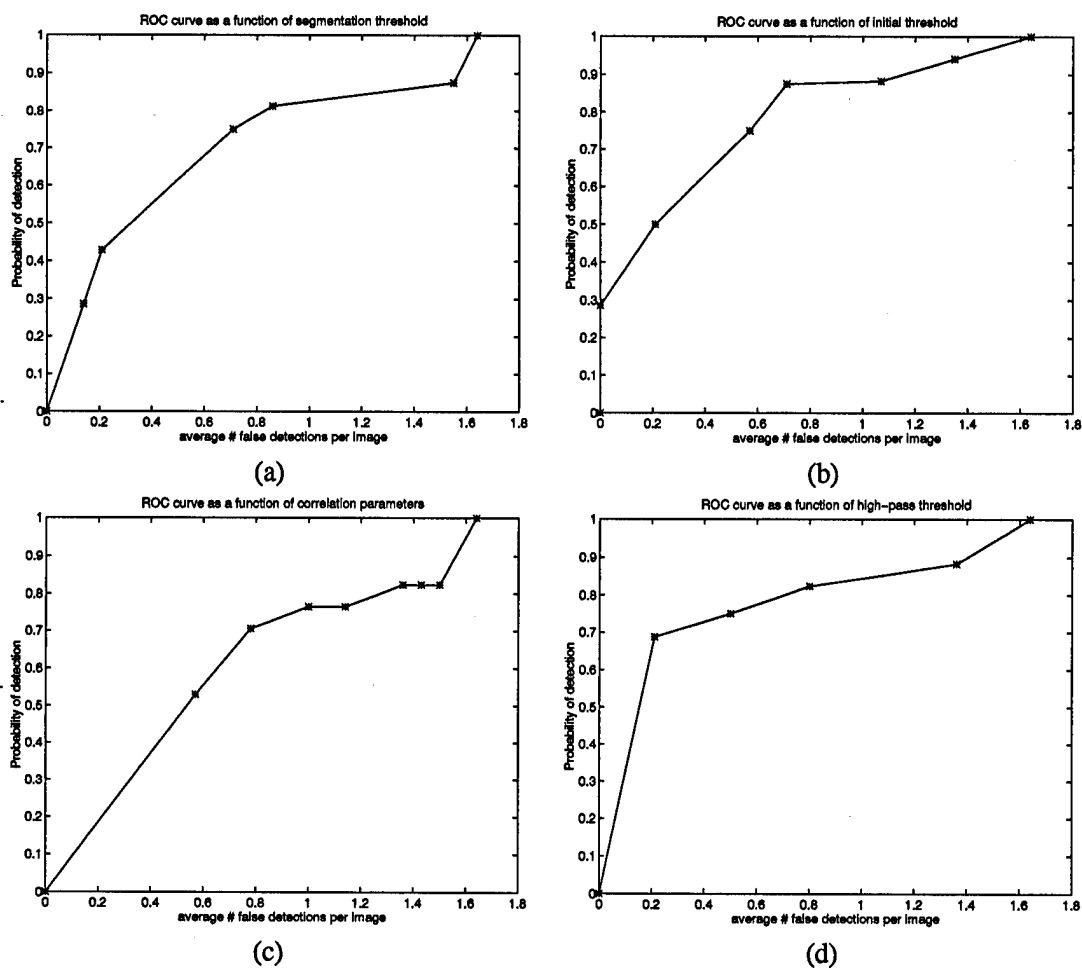 ROC curve as a function of segmentation threshold
Probability of detection
1
0.9
0.8
0.7
0.6
0.5
0.4
0.3
0.2
0.1
0
0 0.2 0.4 0.6 0.8 1 1.2 1.4 1.6 1.8
average # false detections per image
(a)
ROC curve as a function of initial threshold
Probability of detection
1
0.9
0.8
0.7
0.6
0.5
0.4
0.3
0.2
0.1
0
0 0.2 0.4 0.6 0.8 1 1.2 1.4 1.6 1.8
average # false detections per image
(b)
ROC curve as a function of correlation parameters
Probability of detection
1
0.9
0.8
0.7
0.6
0.5
0.4
0.3
0.2
0.1
0
0 0.2 0.4 0.6 0.8 1 1.2 1.4 1.6 1.8
average # false detections per image
(c)
ROC curve as a function of high-pass threshold
Probability of detection
1
0.9
0.8
0.7
0.6
0.5
0.4
0.3
0.2
0.1
0
0 0.2 0.4 0.6 0.8 1 1.2 1.4 1.6 1.8
average # false detections per image
(d)